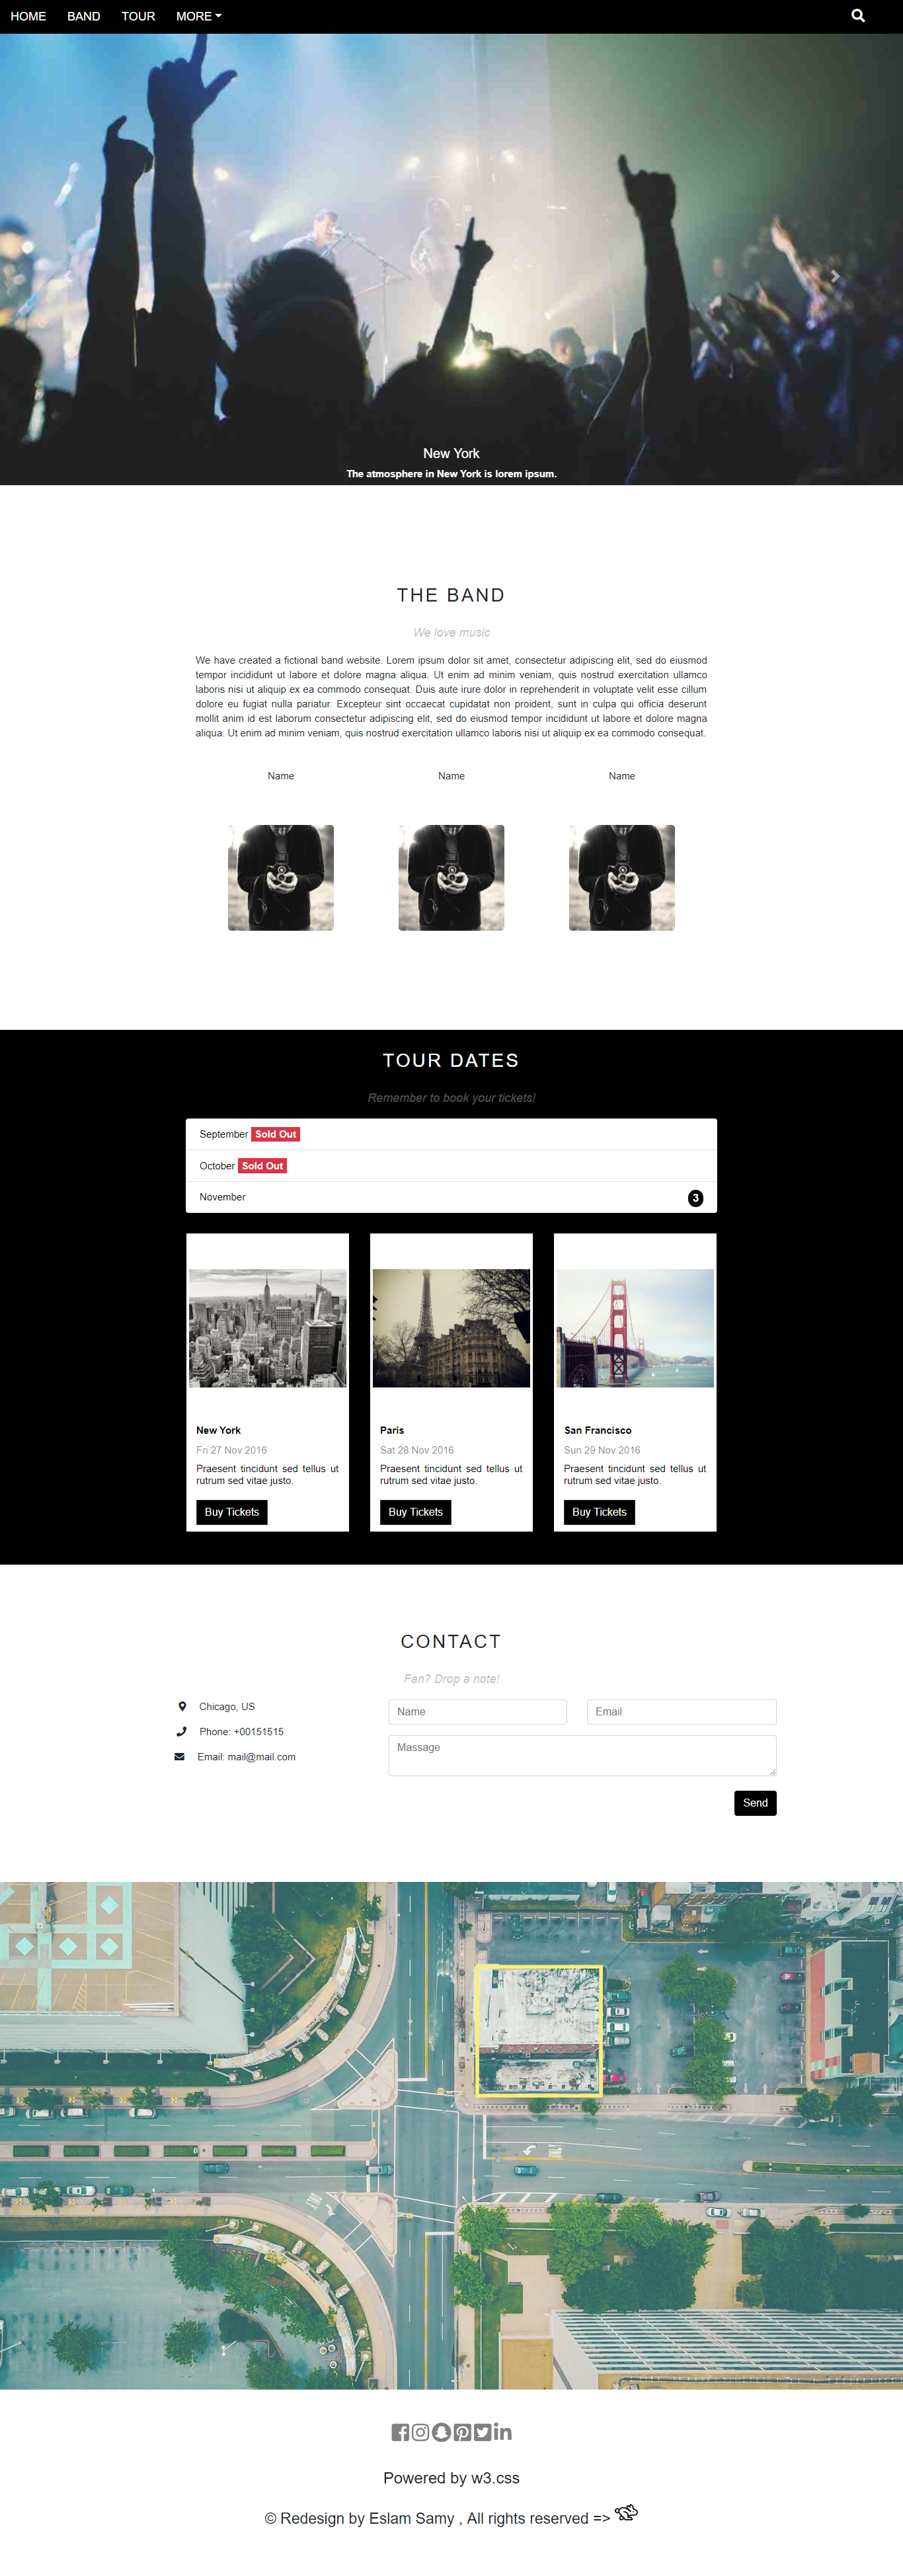 HOME BAND TOUR MORE
New York
The atmosphere in New York is lorem ipsum.
THE BAND
We love music
We have created a fictional band website. Lorem ipsum dolor sit amet, consectetur adipiscing elit, sed do eiusmod
tempor incididunt ut labore et dolore magna aliqua. Ut enim ad minim veniam, quis nostrud exercitation ullamco
laboris nisi ut aliquip ex ea commodo consequat. Duis aute irure dolor in reprehenderit in voluptate velit esse cillum
dolore eu fugiat nulla pariatur. Excepteur sint occaecat cupidatat non proident, sunt in culpa qui officia deserunt
mollit anim id est laborum consectetur adipiscing elit, sed do eiusmod tempor incididunt ut labore et dolore magna
aliqua. Ut enim ad minim veniam, quis nostrud exercitation ullamco laboris nisi ut aliquip ex ea commodo consequat.
Name Name Name
TOUR DATES
Remember to book your tickets!
September Sold Out
October Sold Out
November 3
New York
Fri 27 Nov 2016
Praesent tincidunt sed tellus ut
rutrum sed vitae justo.
Buy Tickets
Paris
Sat 28 Nov 2016
Praesent tincidunt sed tellus ut
rutrum sed vitae justo.
Buy Tickets
San Francisco
Sun 29 Nov 2016
Praesent tincidunt sed tellus ut
rutrum sed vitae justo.
Buy Tickets
CONTACT
Fan? Drop a note!
Chicago, US
Phone: +00151515
Email: mail@mail.com
Name Email
Massage
Send
Powered by w3.css
© Redesign by Eslam Samy , All rights reserved =>